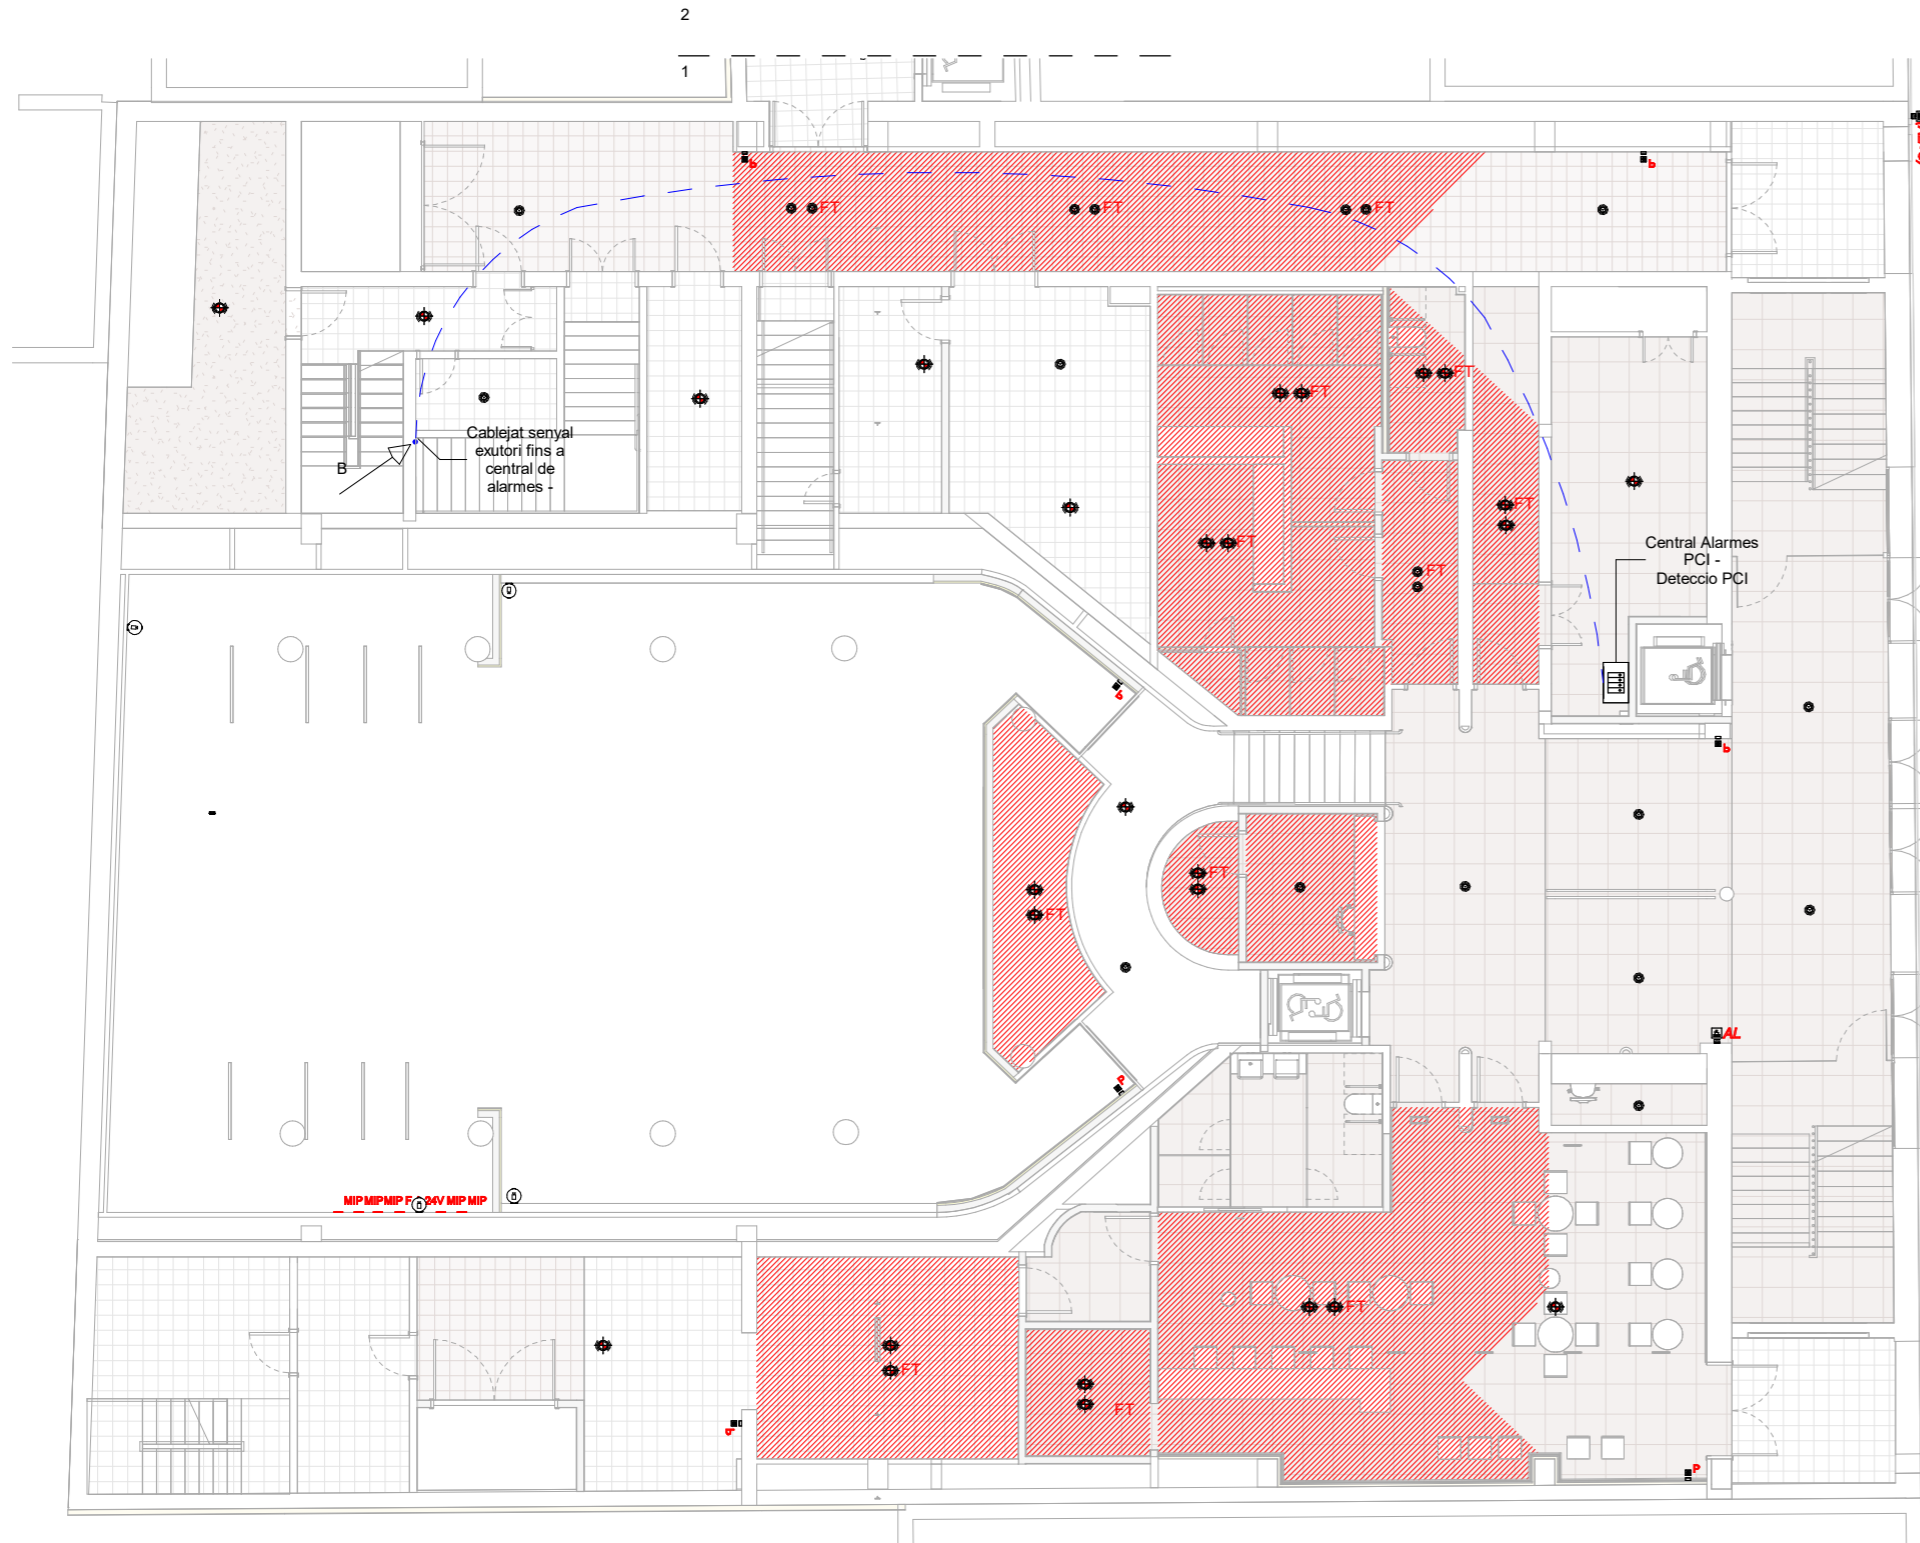 2
1
b
b
FT
FT
FT
FT
FT
Cablejat senyal
exutori fins a
central de
alarmes -
B
FT
FT
FT
Central Alarmes
PCI -
Deteccio PCI
b
b
FT
FT
AL
P
MIP MIP MIP F 24V MIP MIP
FT
FT
FT
P
P